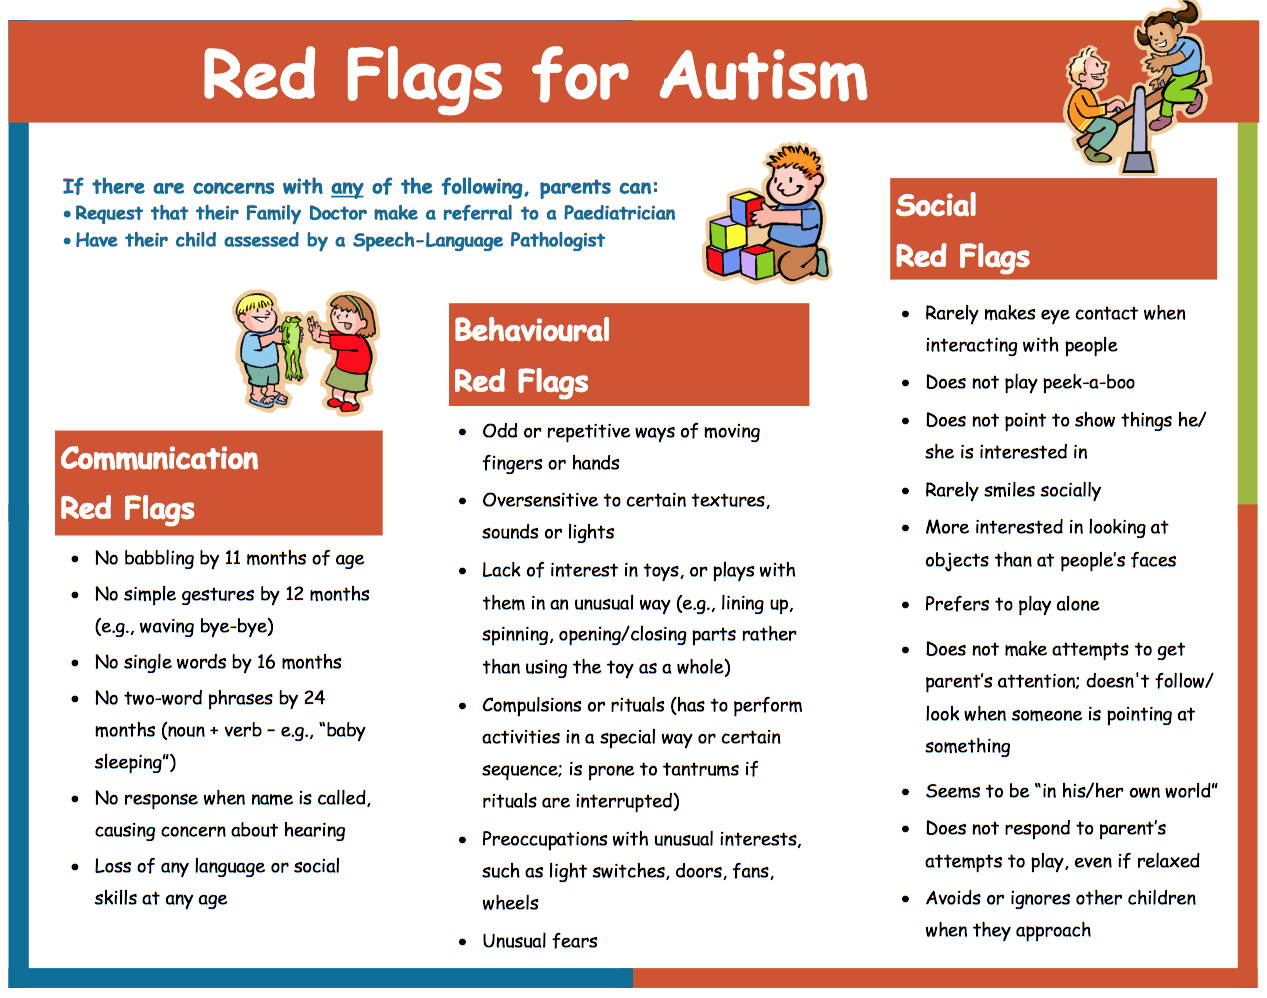 Red Flags for Autism
If there are concerns with any of the following, parents can:
• Request that their Family Doctor make a referral to a Paediatrician
• Have their child assessed by a Speech-Language Pathologist
Communication
Red Flags
• No babbling by 11 months of age
• No simple gestures by 12 months
(e.g., waving bye-bye)
• No single words by 16 months
• No two-word phrases by 24
months (noun + verb – e.g., “baby
sleeping”)
• No response when name is called,
causing concern about hearing
• Loss of any language or social
skills at any age
Behavioural
Red Flags
• Odd or repetitive ways of moving
fingers or hands
• Oversensitive to certain textures,
sounds or lights
• Lack of interest in toys, or plays with
them in an unusual way (e.g., lining up,
spinning, opening/closing parts rather
than using the toy as a whole)
• Compulsions or rituals (has to perform
activities in a special way or certain
sequence; is prone to tantrums if
rituals are interrupted)
• Preoccupations with unusual interests,
such as light switches, doors, fans,
wheels
• Unusual fears
Social
Red Flags
• Rarely makes eye contact when
interacting with people
• Does not play peek-a-boo
• Does not point to show things he/
she is interested in
• Rarely smiles socially
• More interested in looking at
objects than at people’s faces
• Prefers to play alone
• Does not make attempts to get
parent’s attention; doesn't follow/
look when someone is pointing at
something
• Seems to be “in his/her own world”
• Does not respond to parent’s
attempts to play, even if relaxed
• Avoids or ignores other children
when they approach